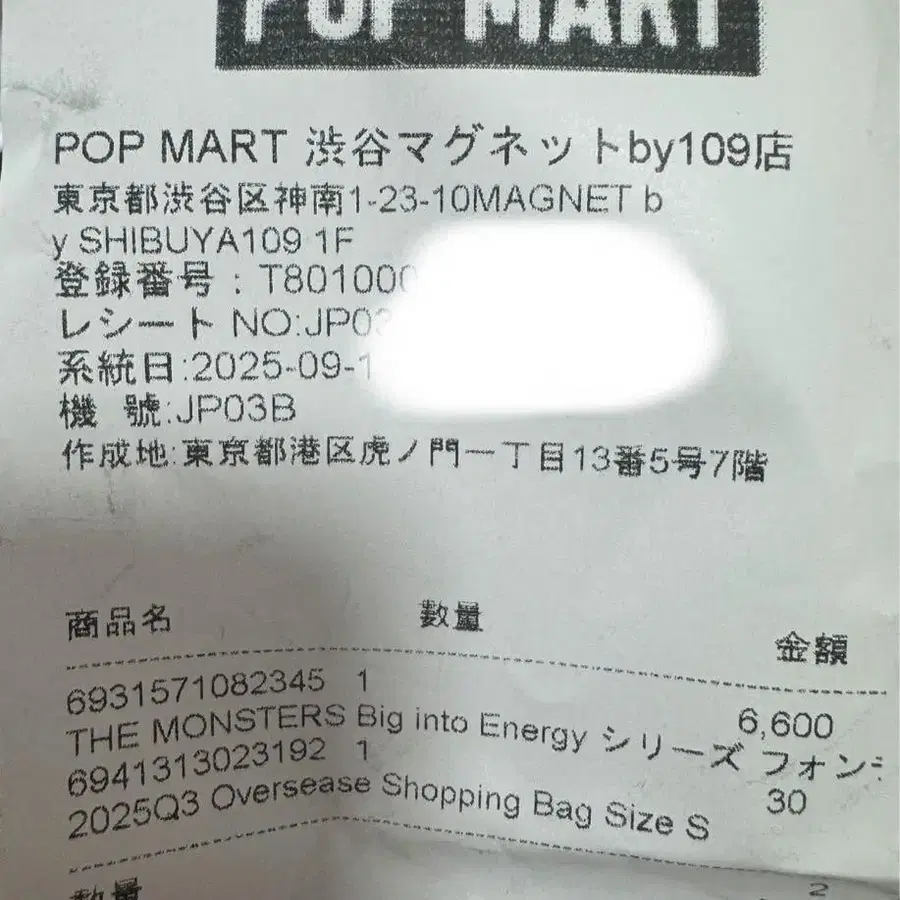 POP MART
POP MART 渋谷マグネットby109店
東京都渋谷区神南1-23-10MAGNET b
y SHIBUYA109 1F
登録番号：T801000
レシート NO:JP03
系統日:2025-09-1
機 號:JP03B
作成地:東京都港区虎ノ門一丁目13番5号7階
商品名 数量 金額
6931571082345 1 6,600
THE MONSTERS Big into Energy シリーズ フォン
6941313023192 1 30
2025Q3 Oversease Shopping Bag Size S
数量 2